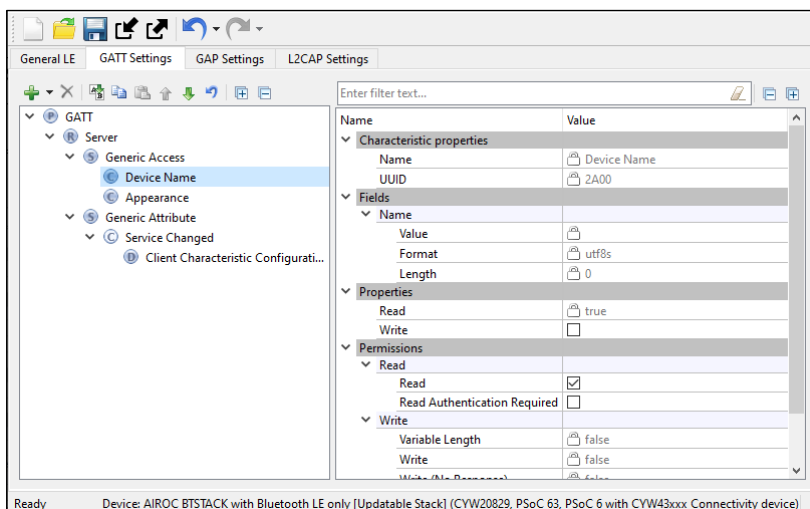 General LE GATT Settings GAP Settings L2CAP Settings
Enter filter text...
P GATT
R Server
S Generic Access
C Device Name
C Appearance
S Generic Attribute
C Service Changed
D Client Characteristic Configurati...
Name Value
Characteristic properties
Name Device Name
UUID 2A00
Fields
Name
Value
Format utf8s
Length 0
Properties
Read true
Write
Permissions
Read
Read
Read Authentication Required
Write
Variable Length false
Write false
Write (No Response) false
Ready Device: AIROC BTSTACK with Bluetooth LE only [Updatable Stack] (CYW20829, PSoC 63, PSoC 6 with CYW43xxx Connectivity device)